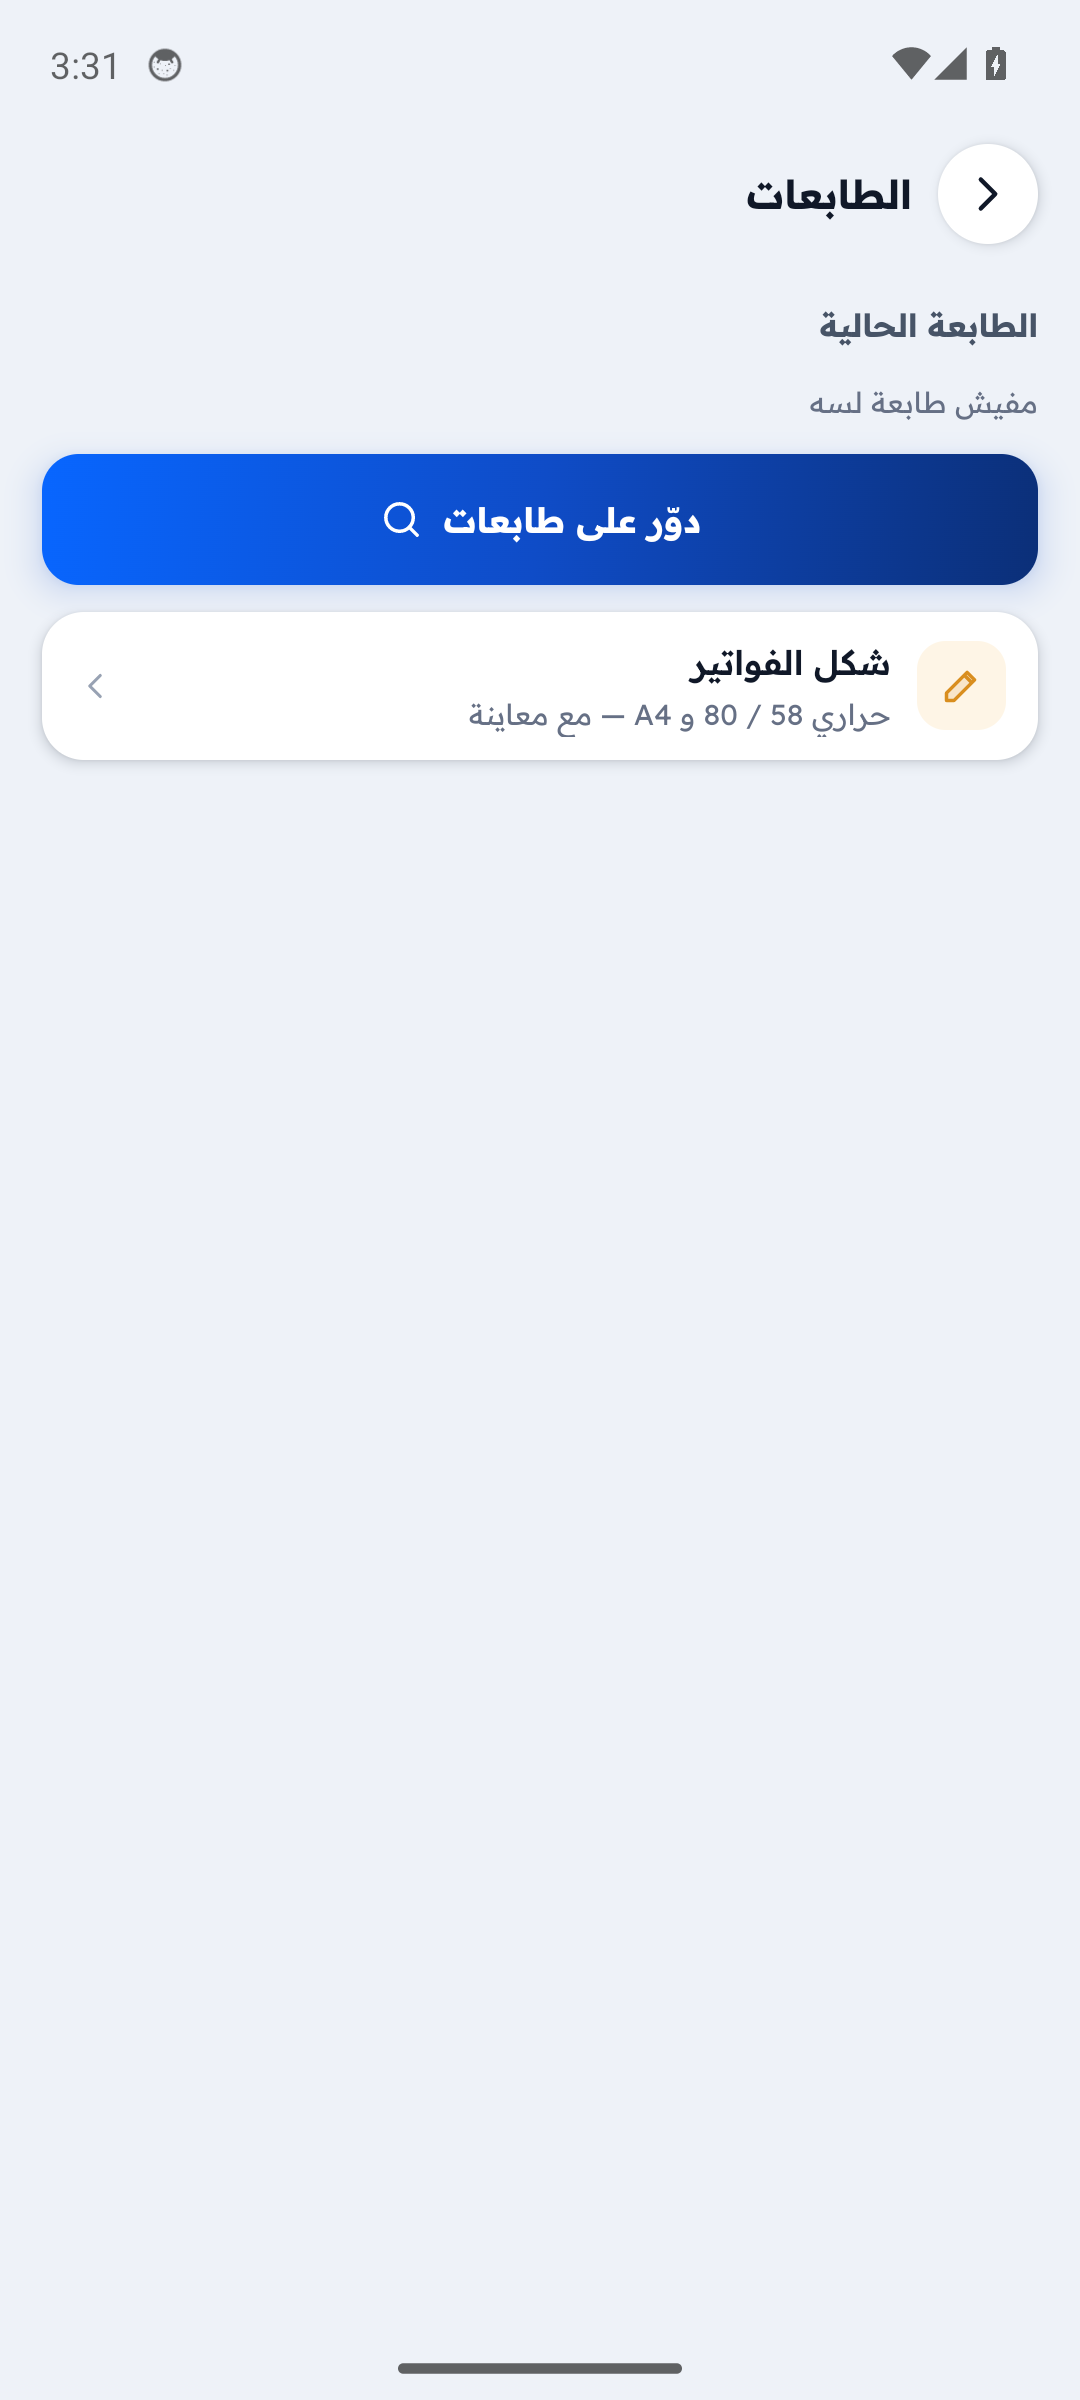 3:31
الطابعات
الطابعة الحالية
مفيش طابعة لسه
دوّر على طابعات
شكل الفواتير
حراري 58 / 80 و A4 — مع معاينة